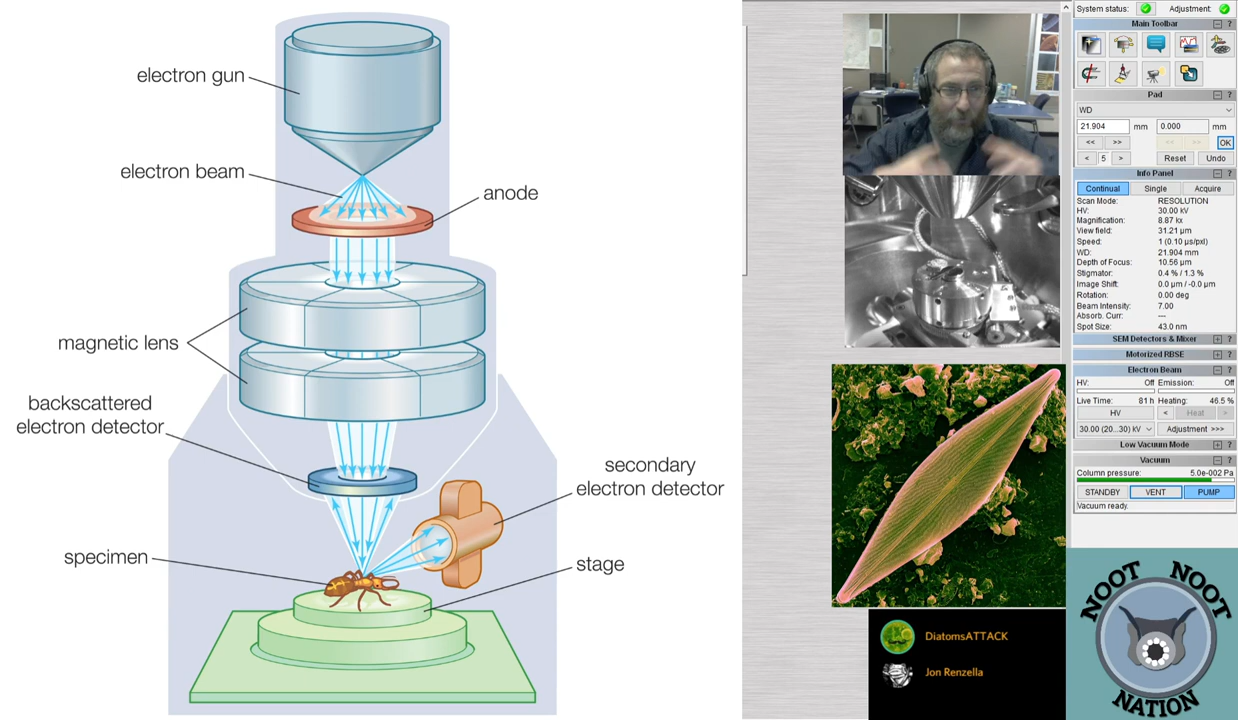 electron gun
electron beam
anode
magnetic lens
backscattered
electron detector
secondary
electron detector
specimen
stage
System status: Adjustment:
Main Toolbar
Pad
WD
21.904 mm 0.000 mm
<< >> << >> OK
< 5 > Reset Undo
Info Panel
Continual Single Acquire
Scan Mode: RESOLUTION
HV: 30.00 kV
Magnification: 8.87 kx
View field: 31.21 µm
Speed: 1 (0.10 µs/pxl)
WD: 21.904 mm
Depth of Focus: 10.56 µm
Stigmator: 0.4 % / 1.3 %
Image Shift: 0.0 µm / -0.0 µm
Rotation: 0.00 deg
Beam Intensity: 7.00
Absorb. Curr: ---
Spot Size: 43.0 nm
SEM Detectors & Mixer
Motorized RBSE
Electron Beam
HV: Off Emission: Off
Live Time: 81 h Heating: 46.5 %
HV < Heat >
30.00 (20...30) kV Adjustment >>>
Low Vacuum Mode
Vacuum
Column pressure: 5.0e-002 Pa
STANDBY VENT PUMP
Vacuum ready.
DiatomsATTACK
Jon Renzella
NOOT NOOT
NATION